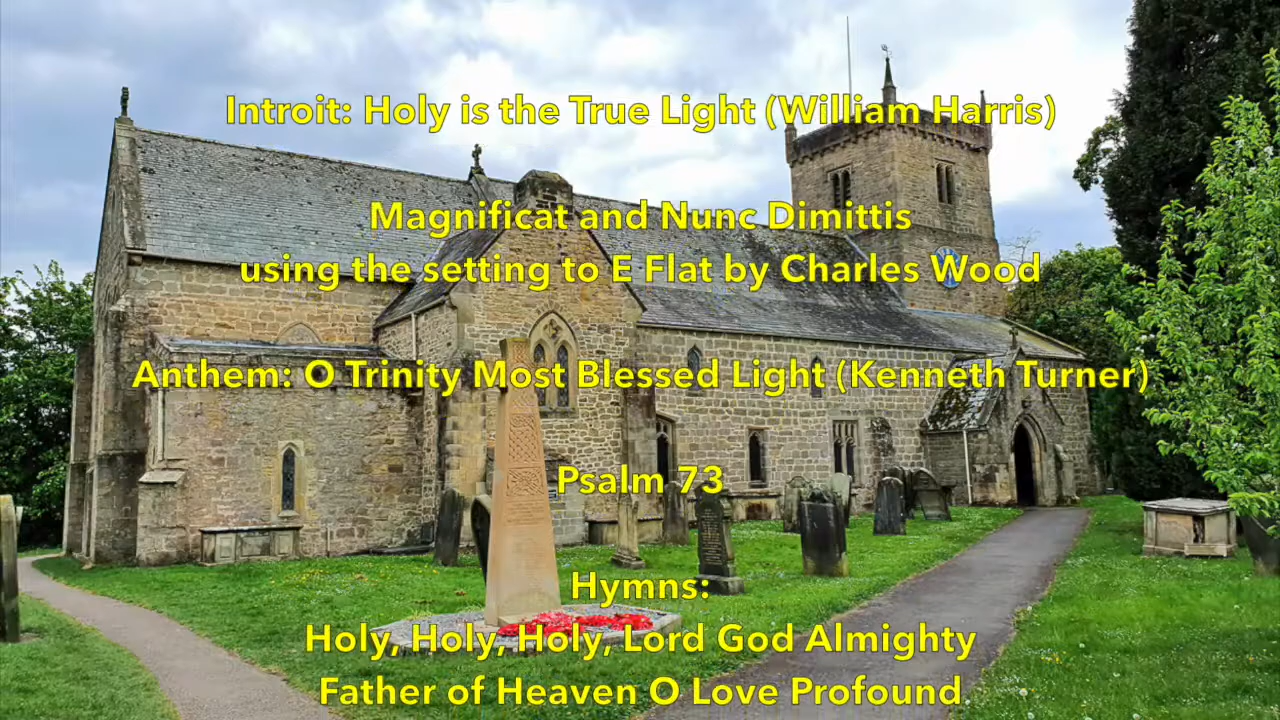 Introit: Holy is the True Light (William Harris)
Magnificat and Nunc Dimittis
using the setting to E Flat by Charles Wood
Anthem: O Trinity Most Blessed Light (Kenneth Turner)
Psalm 73
Hymns:
Holy, Holy, Holy, Lord God Almighty
Father of Heaven O Love Profound